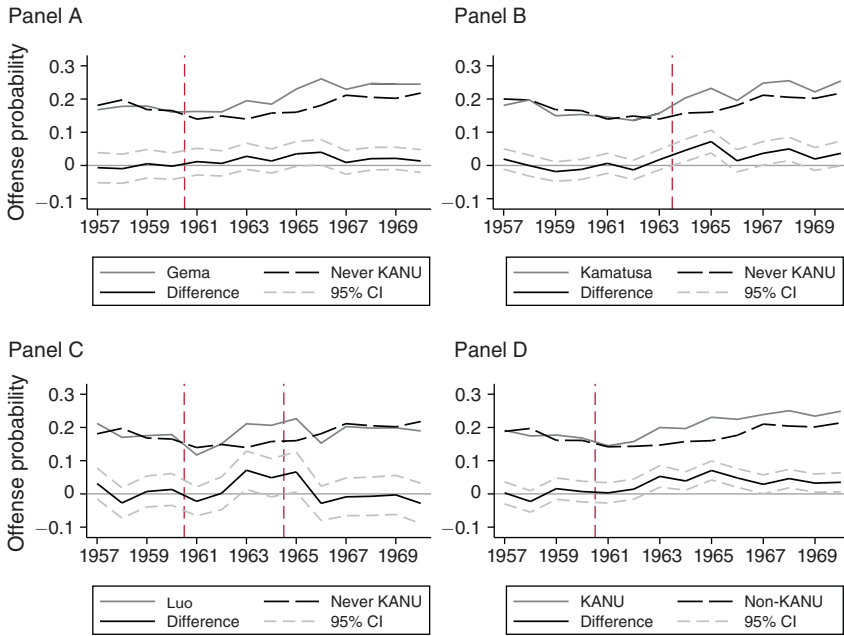 Panel A
Offense probability
0.3
0.2
0.1
0
−0.1
1957 1959 1961 1963 1965 1967 1969
Gema Never KANU
Difference 95% CI
Panel B
0.3
0.2
0.1
0
−0.1
1957 1959 1961 1963 1965 1967 1969
Kamatusa Never KANU
Difference 95% CI
Panel C
Offense probability
0.3
0.2
0.1
0
−0.1
1957 1959 1961 1963 1965 1967 1969
Luo Never KANU
Difference 95% CI
Panel D
0.3
0.2
0.1
0
−0.1
1957 1959 1961 1963 1965 1967 1969
KANU Non-KANU
Difference 95% CI